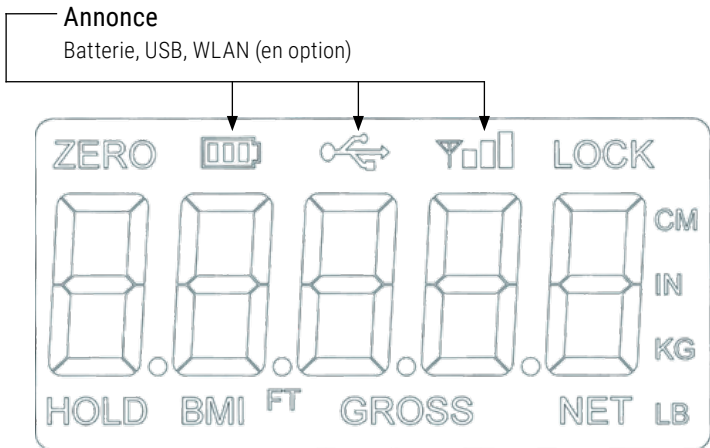 Annonce
Batterie, USB, WLAN (en option)
ZERO LOCK
CM
IN
KG
HOLD BMI FT GROSS NET LB